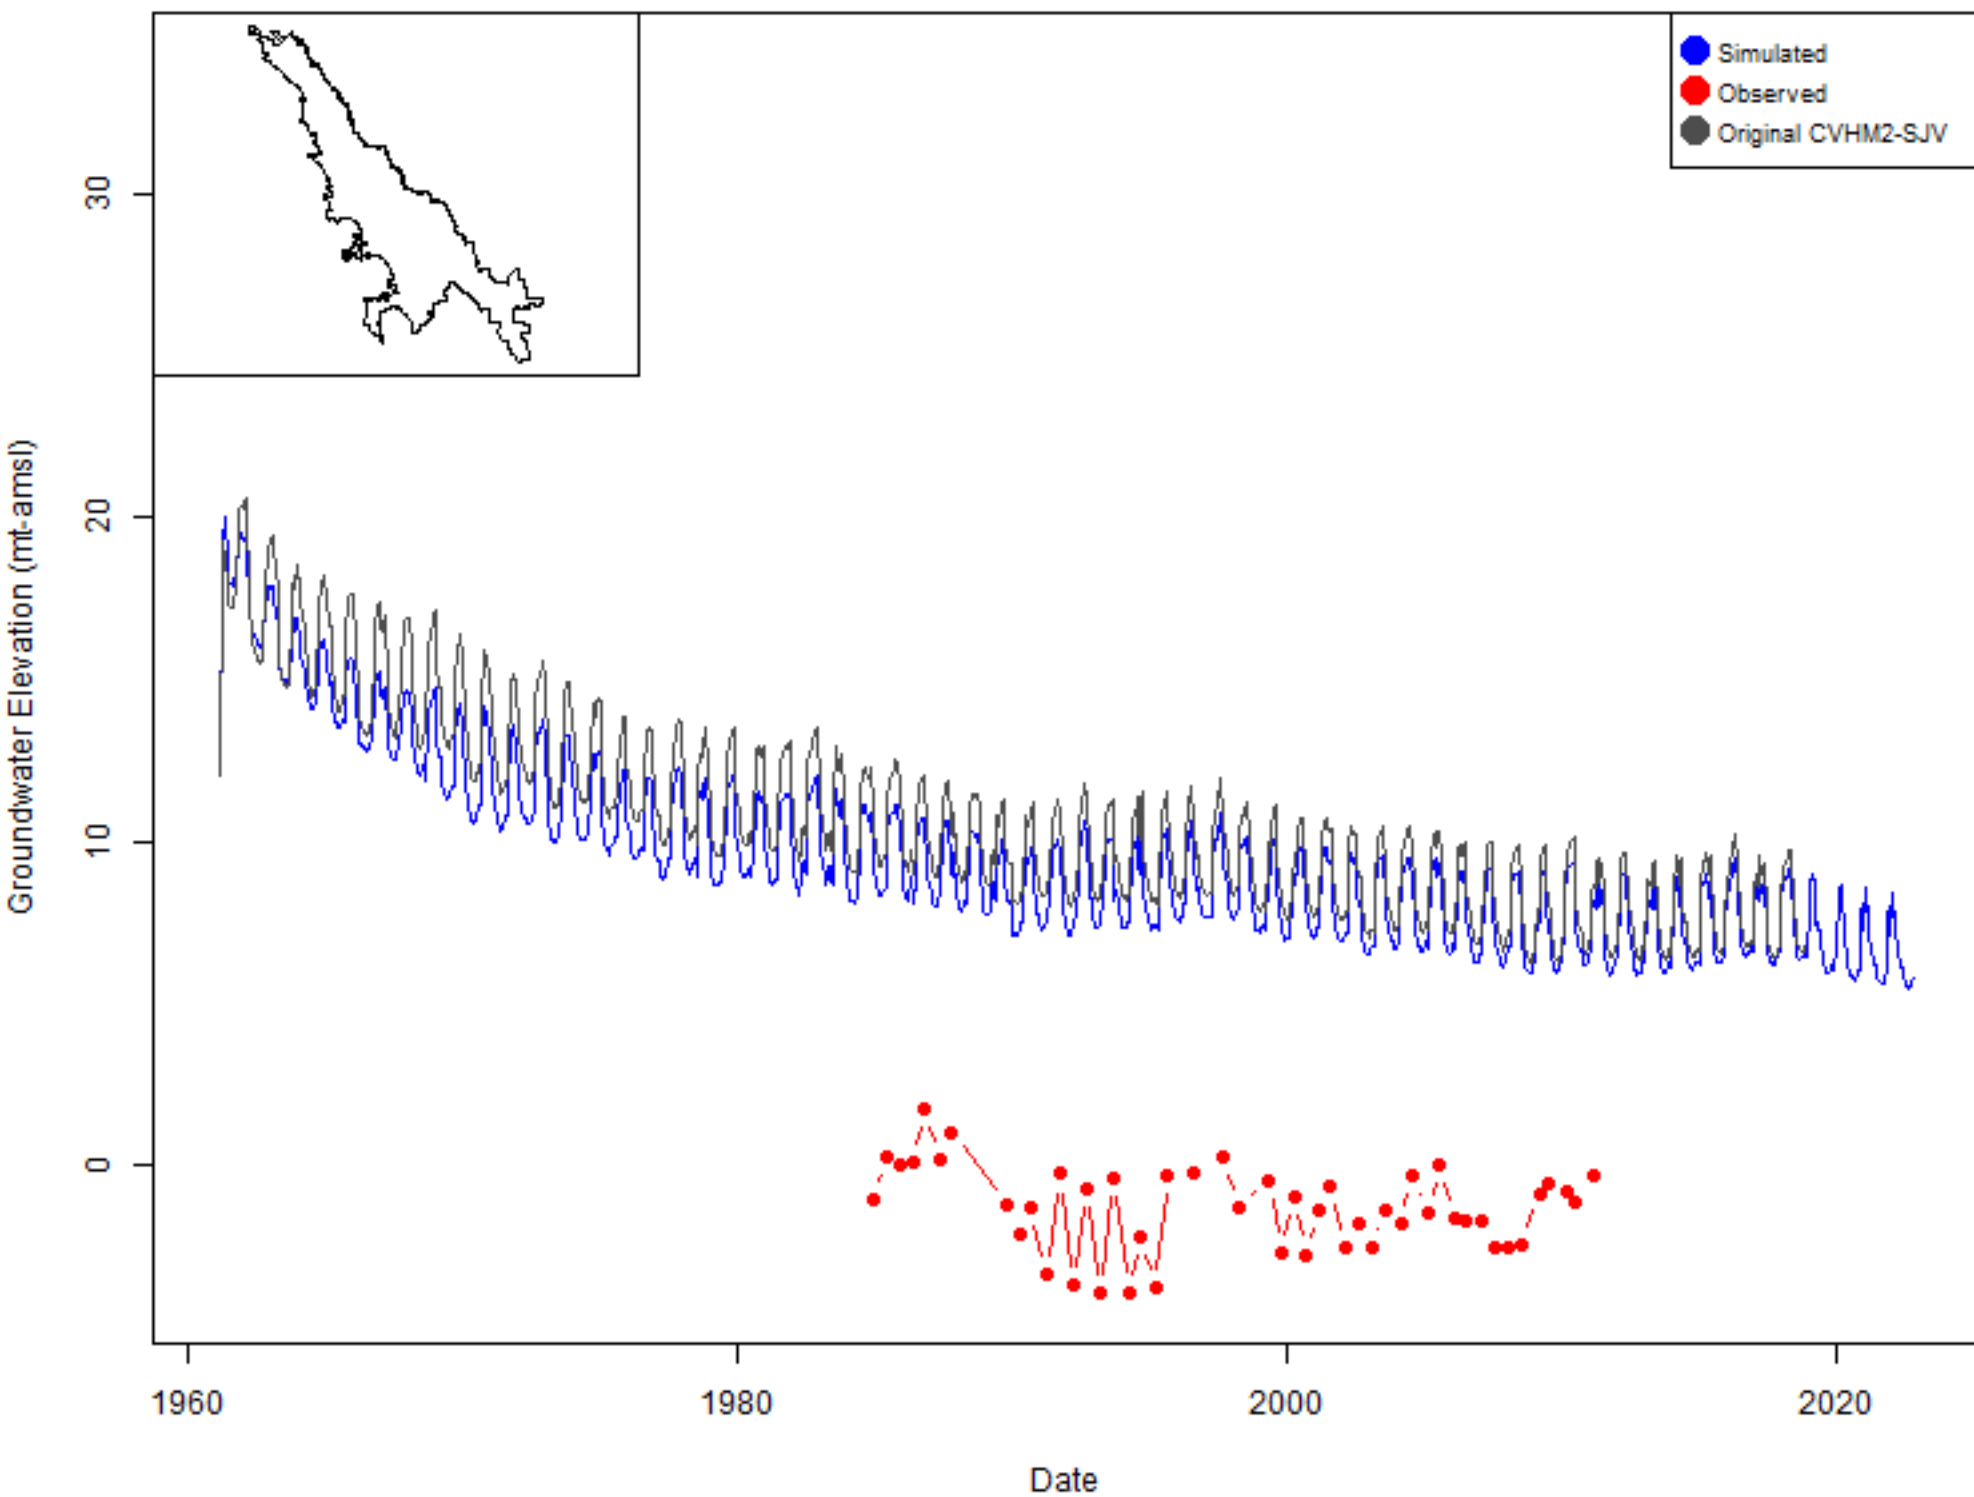 Simulated
Observed
Original CVHM2-SJV
Groundwater Elevation (mt-amsl)
30
20
10
0
1960 1980 2000 2020
Date